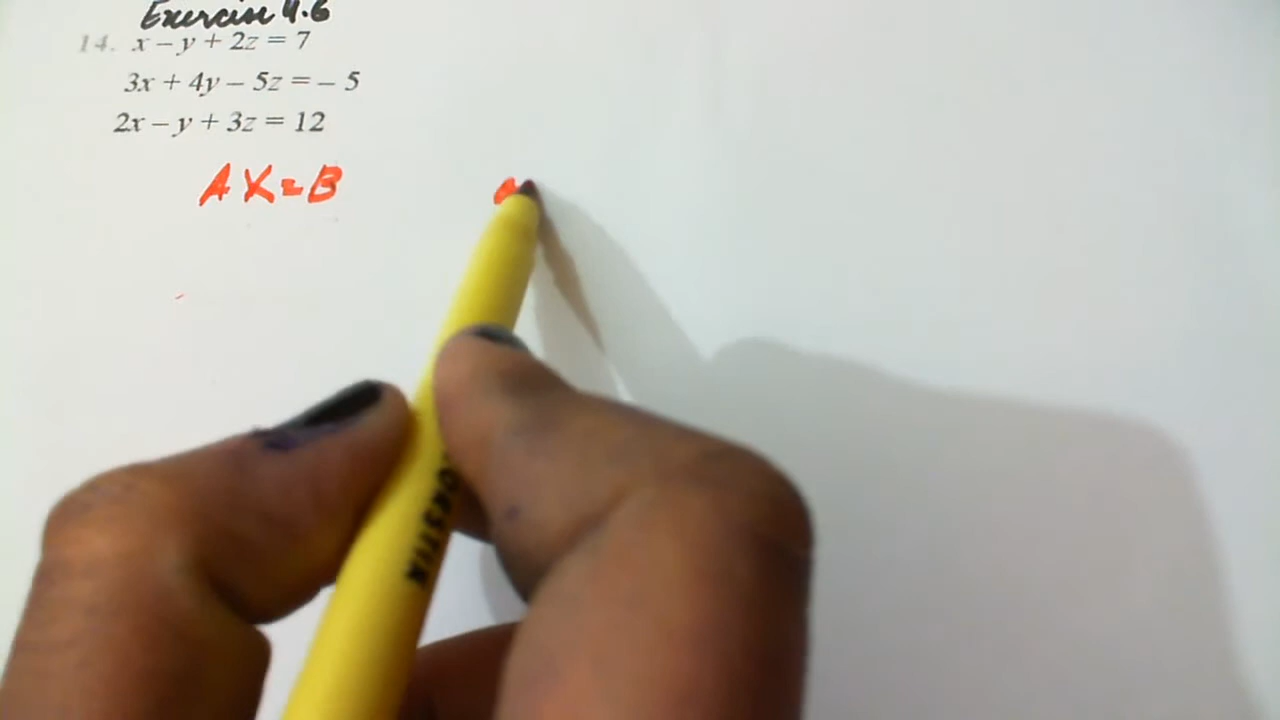 Exercise 4.6
14. x – y + 2z = 7
3x + 4y – 5z = – 5
2x – y + 3z = 12
AX=B